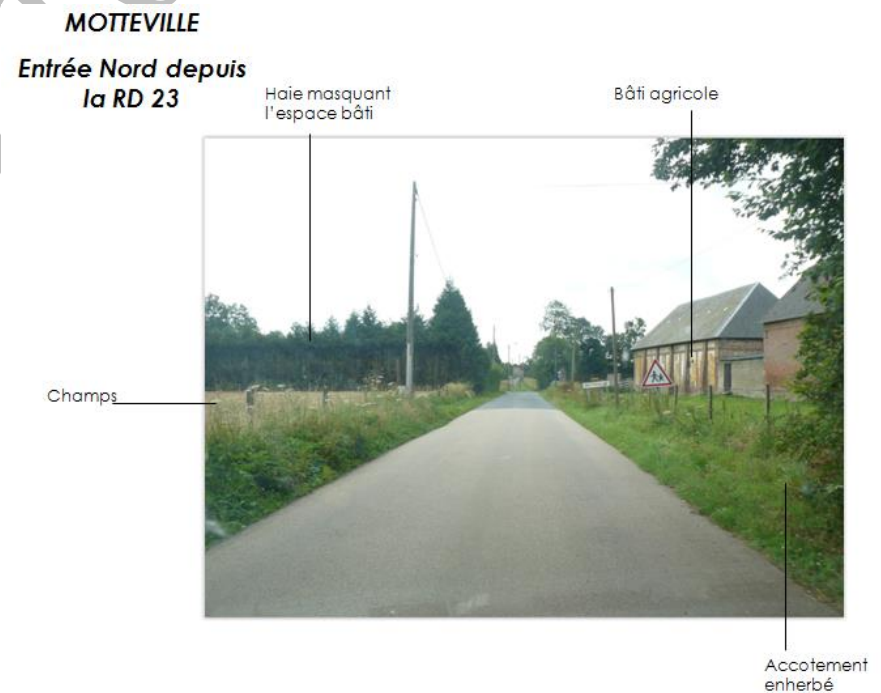 MOTTEVILLE
Entrée Nord depuis
la RD 23
Haie masquant
l'espace bâti
Bâti agricole
Champs
Accotement
enherbé